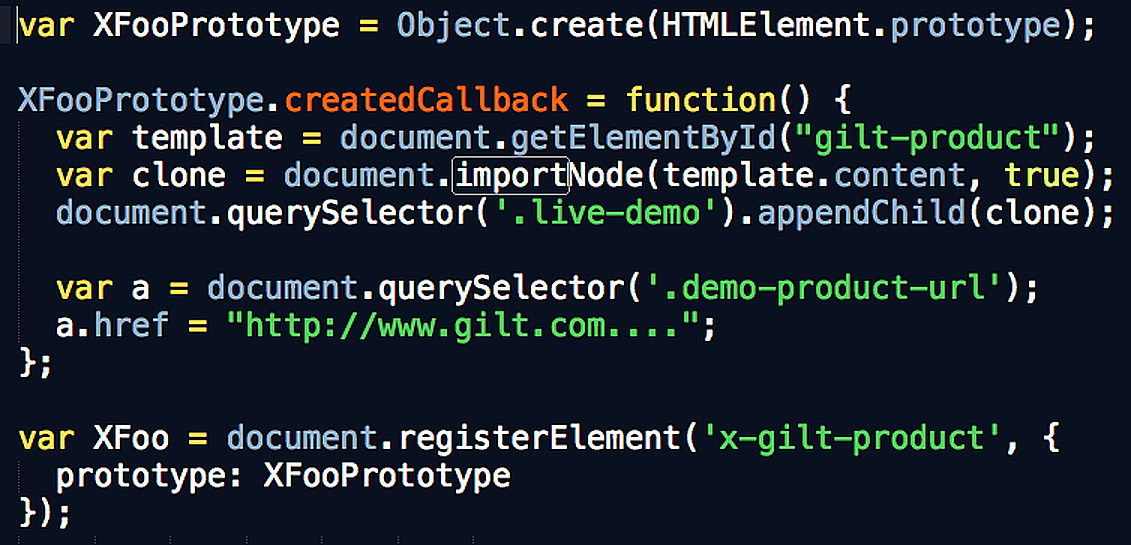 var XFooPrototype = Object.create(HTMLElement.prototype);
XFooPrototype.createdCallback = function() {
var template = document.getElementById("gilt-product");
var clone = document.importNode(template.content, true);
document.querySelector('.live-demo').appendChild(clone);
var a = document.querySelector('.demo-product-url');
a.href = "http://www.gilt.com....";
};
var XFoo = document.registerElement('x-gilt-product', {
prototype: XFooPrototype
});